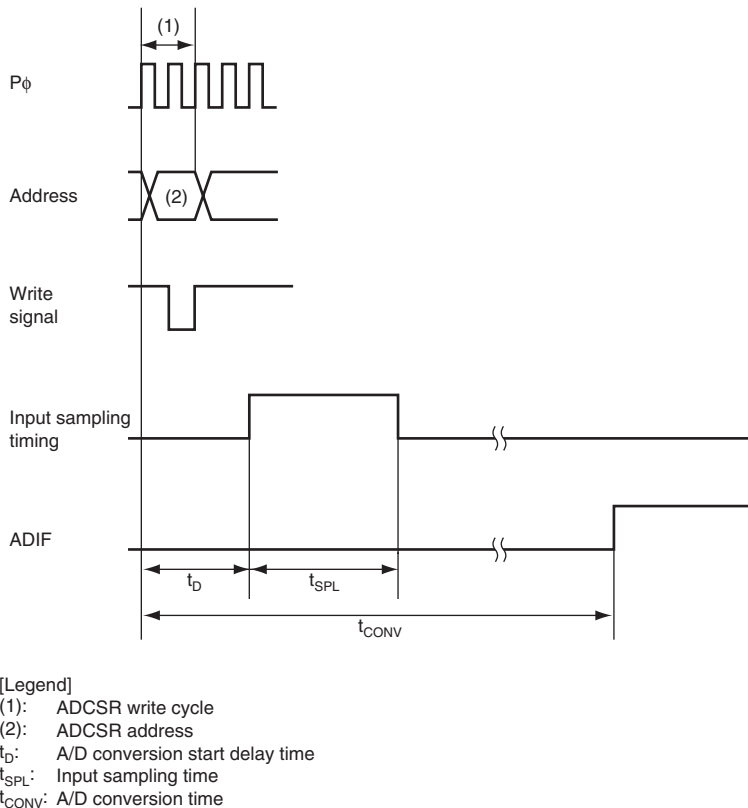 (1)
Pϕ
Address
(2)
Write
signal
Input sampling
timing
ADIF
tD
tSPL
tCONV
[Legend]
(1): ADCSR write cycle
(2): ADCSR address
tD: A/D conversion start delay time
tSPL: Input sampling time
tCONV: A/D conversion time